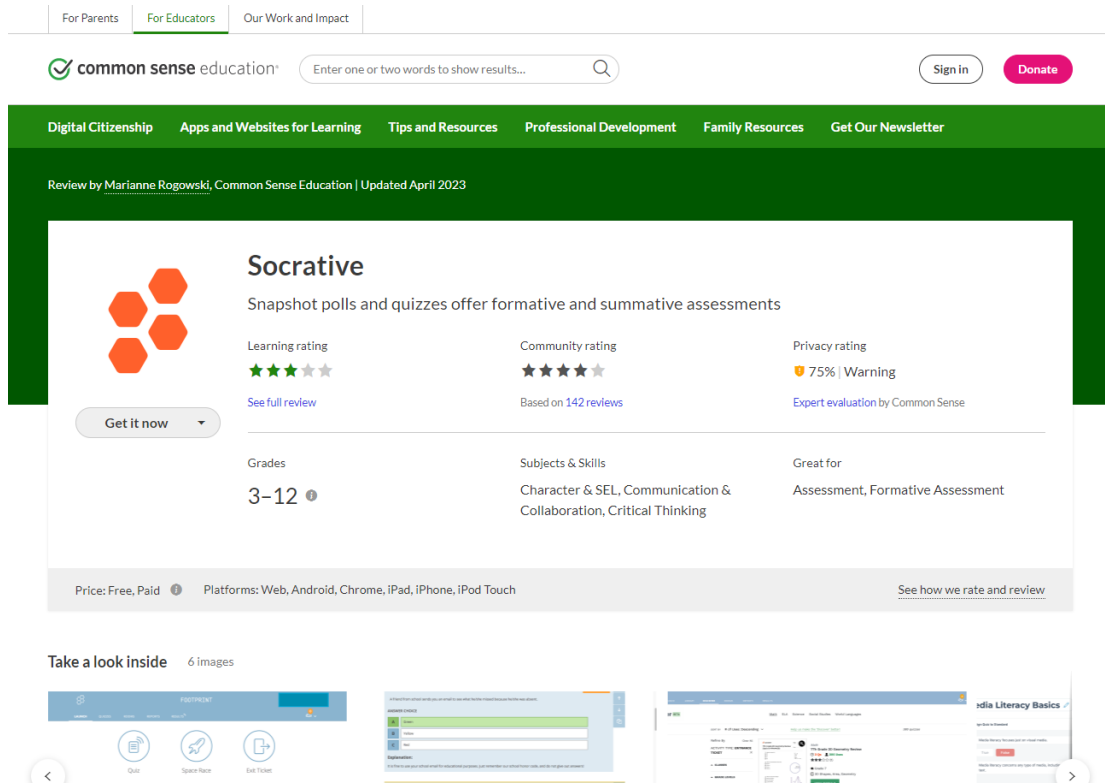 For Parents
For Educators
Our Work and Impact
common sense education®
Enter one or two words to show results...
Sign in
Donate
Digital Citizenship
Apps and Websites for Learning
Tips and Resources
Professional Development
Family Resources
Get Our Newsletter
Review by Marianne Rogowski, Common Sense Education | Updated April 2023
Socrative
Snapshot polls and quizzes offer formative and summative assessments
Learning rating
Community rating
Privacy rating
75% | Warning
See full review
Based on 142 reviews
Expert evaluation by Common Sense
Get it now
Grades
Subjects & Skills
Great for
3–12
Character & SEL, Communication &
Collaboration, Critical Thinking
Assessment, Formative Assessment
Price: Free, Paid
Platforms: Web, Android, Chrome, iPad, iPhone, iPod Touch
See how we rate and review
Take a look inside
6 images
FOOTPRINT
Quiz
Space Race
Exit Ticket
ANSWER CHOICE
Explanation:
edia Literacy Basics